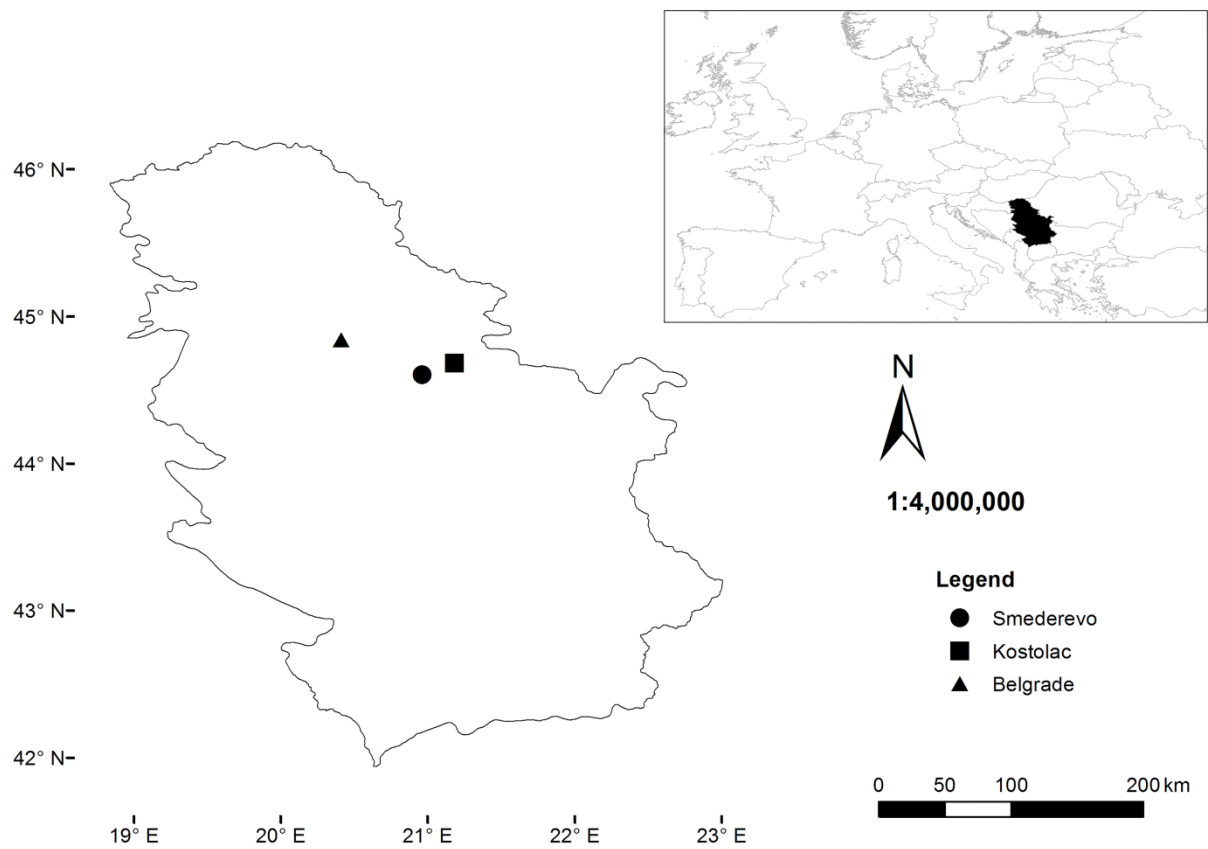 46° N
45° N
44° N
43° N
42° N
19° E 20° E 21° E 22° E 23° E
N
1:4,000,000
Legend
Smederevo
Kostolac
Belgrade
0 50 100 200 km